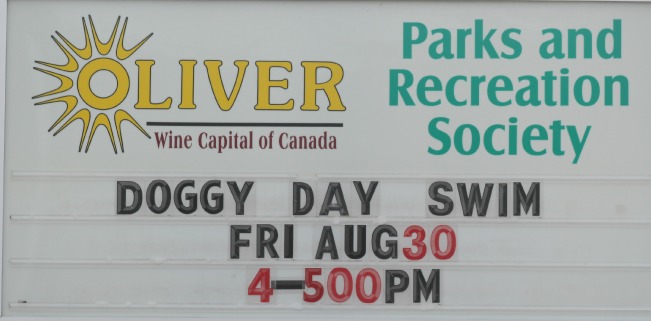 OLIVER
Wine Capital of Canada
Parks and
Recreation
Society
DOGGY DAY SWIM
FRI AUG30
4-500PM